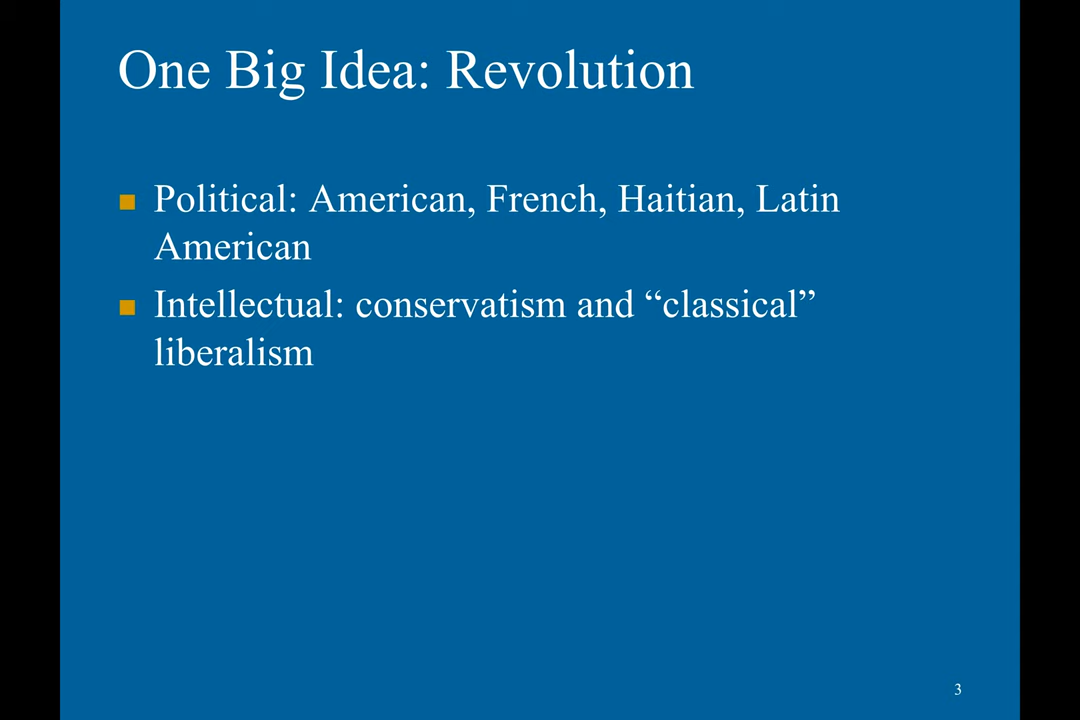 One Big Idea: Revolution
Political: American, French, Haitian, Latin
American
Intellectual: conservatism and “classical”
liberalism
3